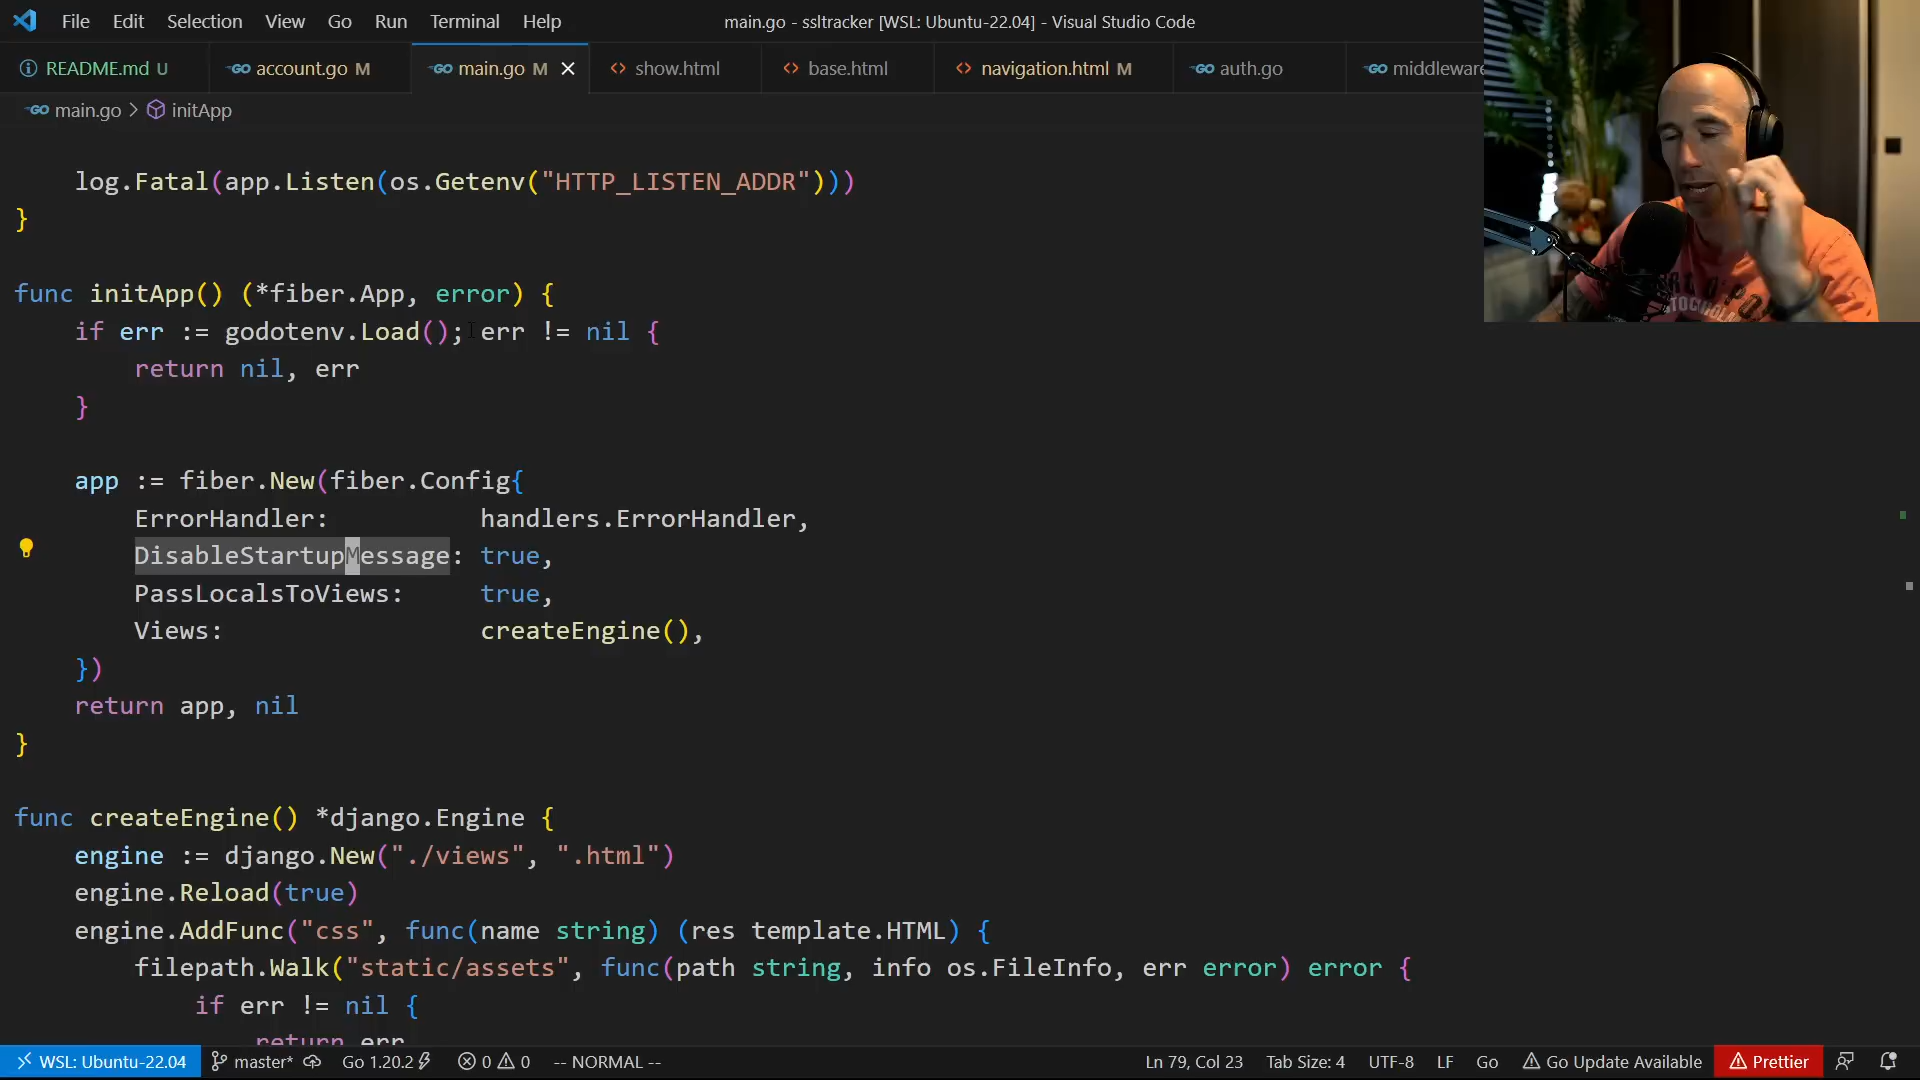 File Edit Selection View Go Run Terminal Help main.go - ssltracker [WSL: Ubuntu-22.04] - Visual Studio Code
README.md U account.go M main.go M show.html base.html navigation.html M auth.go middleware
main.go > initApp
log.Fatal(app.Listen(os.Getenv("HTTP_LISTEN_ADDR")))
}
func initApp() (*fiber.App, error) {
if err := godotenv.Load(); err != nil {
return nil, err
}
app := fiber.New(fiber.Config{
ErrorHandler: handlers.ErrorHandler,
DisableStartupMessage: true,
PassLocalsToViews: true,
Views: createEngine(),
})
return app, nil
}
func createEngine() *django.Engine {
engine := django.New("./views", ".html")
engine.Reload(true)
engine.AddFunc("css", func(name string) (res template.HTML) {
filepath.Walk("static/assets", func(path string, info os.FileInfo, err error) error {
if err != nil {
return err
WSL: Ubuntu-22.04 master* Go 1.20.2 0 0 -- NORMAL -- Ln 79, Col 23 Tab Size: 4 UTF-8 LF Go Go Update Available Prettier